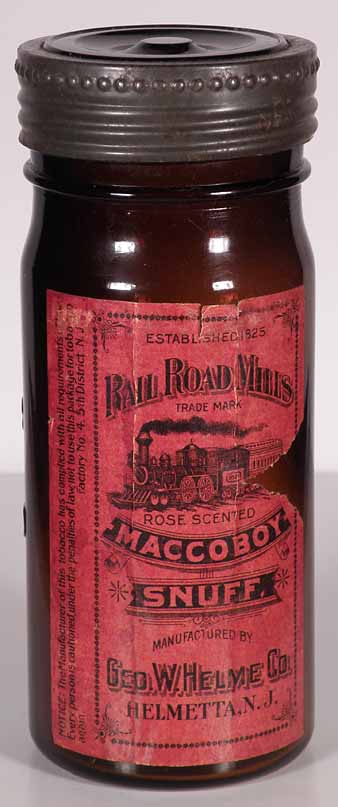 ESTABLISHED 1825
RAIL ROAD MILLS
TRADE MARK
ROSE SCENTED
MACCOBOY
SNUFF.
MANUFACTURED BY
GEO. W. HELME CO.
HELMETTA, N. J.
NOTICE: The Manufacturer of this tobacco has complied with all requirements
Every person is cautioned under the penalties of law not to use this package for tobacco
again. Factory No. 4, 5th District N. J.